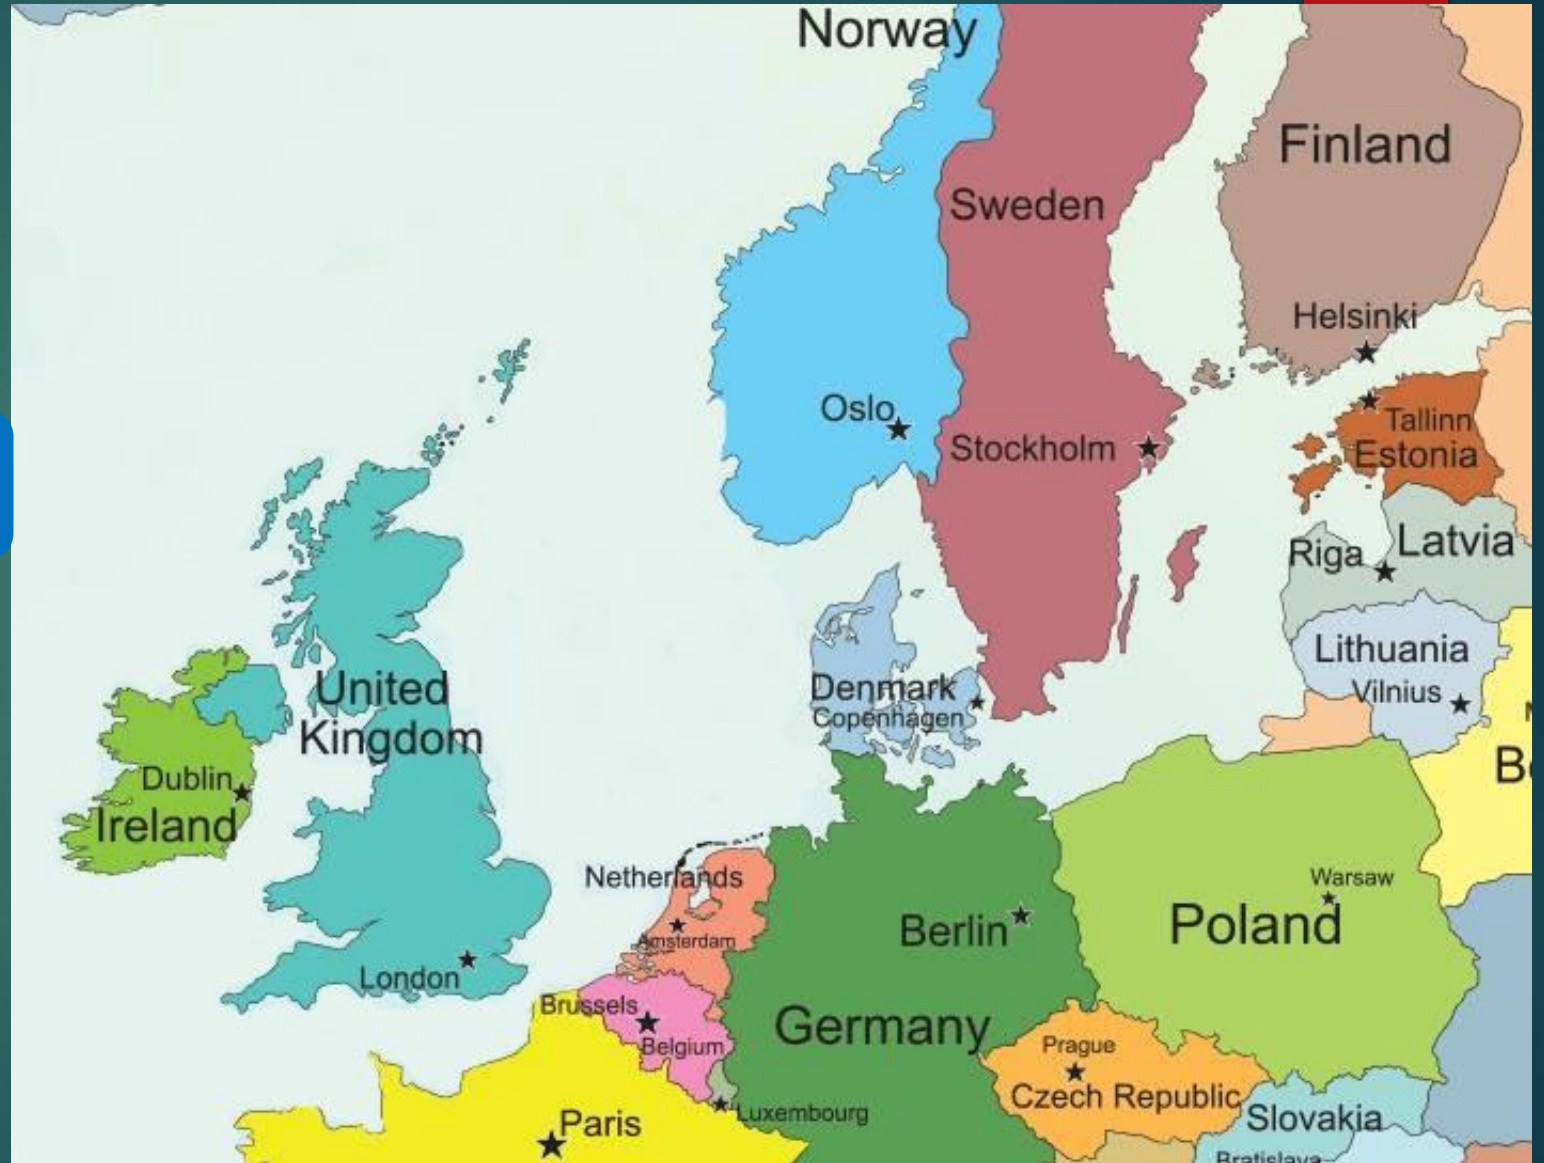 Norway
Finland
Sweden
Helsinki
Oslo
Tallinn
Stockholm
Estonia
Riga
Latvia
Lithuania
United
Kingdom
Denmark
Vilnius
Copenhagen
Dublin
Ireland
Netherlands
Warsaw
Poland
Berlin
Amsterdam
London
Brussels
Germany
Belgium
Prague
Czech Republic
Luxembourg
Slovakia
Paris
Bratislava